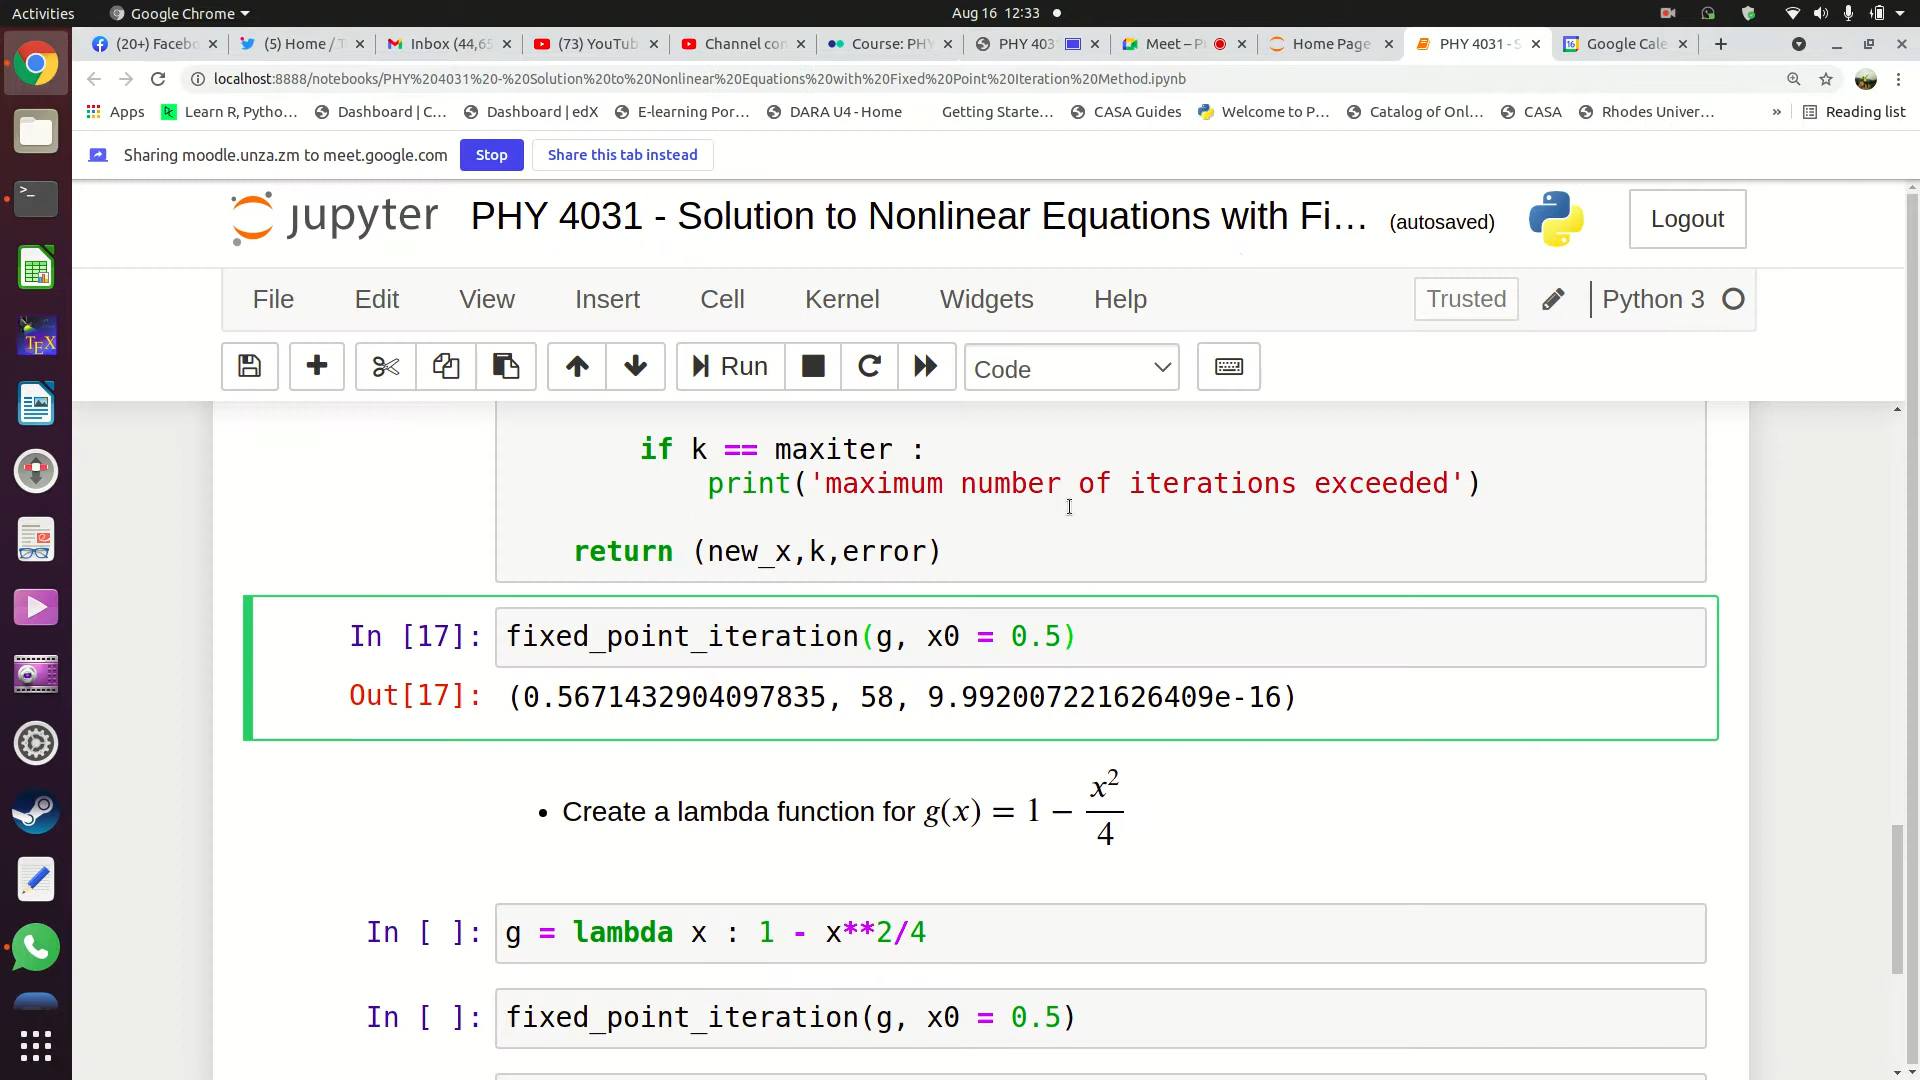 Activities
Google Chrome
Aug 16 12:33
(20+) Facebo
(5) Home / T
Inbox (44,65
(73) YouTub
Channel con
Course: PHY
PHY 4031
Meet – P
Home Page
PHY 4031 - S
Google Cale
localhost:8888/notebooks/PHY%204031%20-%20Solution%20to%20Nonlinear%20Equations%20with%20Fixed%20Point%20Iteration%20Method.ipynb
Apps
Learn R, Pytho...
Dashboard | C...
Dashboard | edX
E-learning Por...
DARA U4 - Home
Getting Starte...
CASA Guides
Welcome to P...
Catalog of Onl...
CASA
Rhodes Univer...
»
Reading list
Sharing moodle.unza.zm to meet.google.com
Stop
Share this tab instead
jupyter
PHY 4031 - Solution to Nonlinear Equations with Fi...
(autosaved)
Logout
File
Edit
View
Insert
Cell
Kernel
Widgets
Help
Trusted
Python 3
Run
Code
if k == maxiter :
print('maximum number of iterations exceeded')
return (new_x,k,error)
In [17]: fixed_point_iteration(g, x0 = 0.5)
Out[17]: (0.5671432904097835, 58, 9.992007221626409e-16)
• Create a lambda function for g(x) = 1 − x²/4
In [ ]: g = lambda x : 1 - x**2/4
In [ ]: fixed_point_iteration(g, x0 = 0.5)